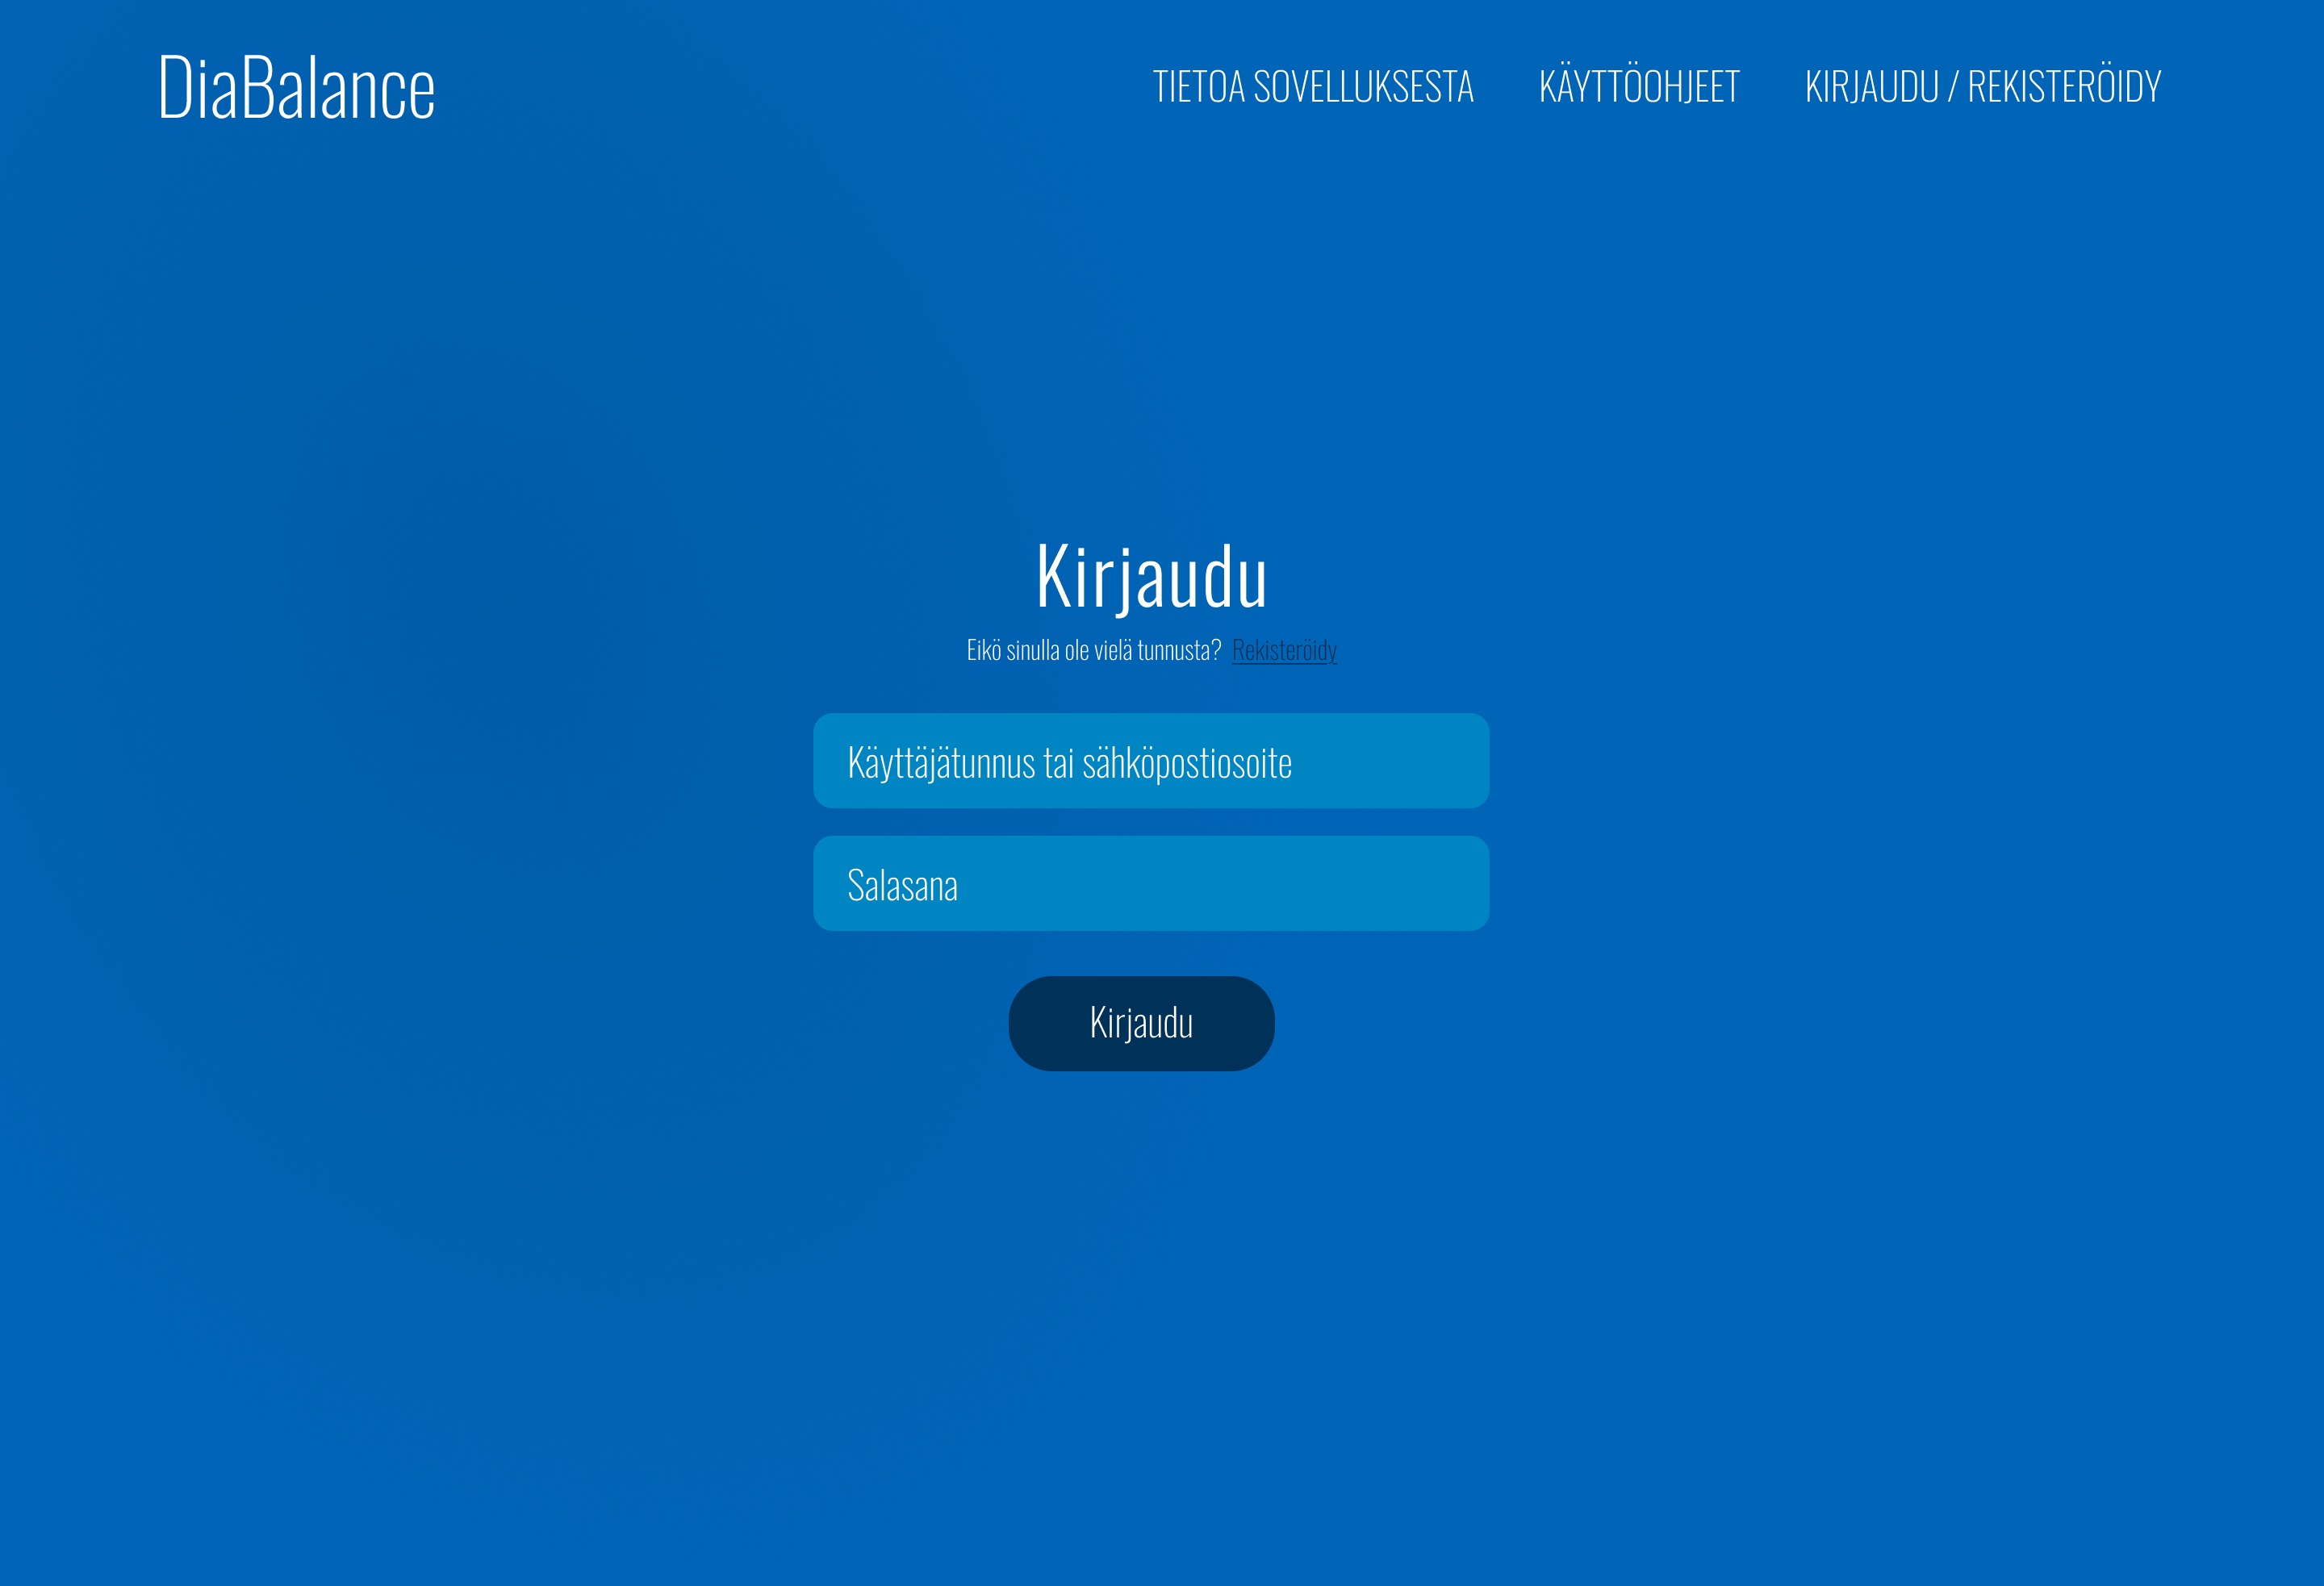 DiaBalance
TIETOA SOVELLUKSESTA KÄYTTÖOHJEET KIRJAUDU / REKISTERÖIDY
Kirjaudu
Eikö sinulla ole vielä tunnusta? Rekisteröidy
Käyttäjätunnus tai sähköpostiosoite
Salasana
Kirjaudu